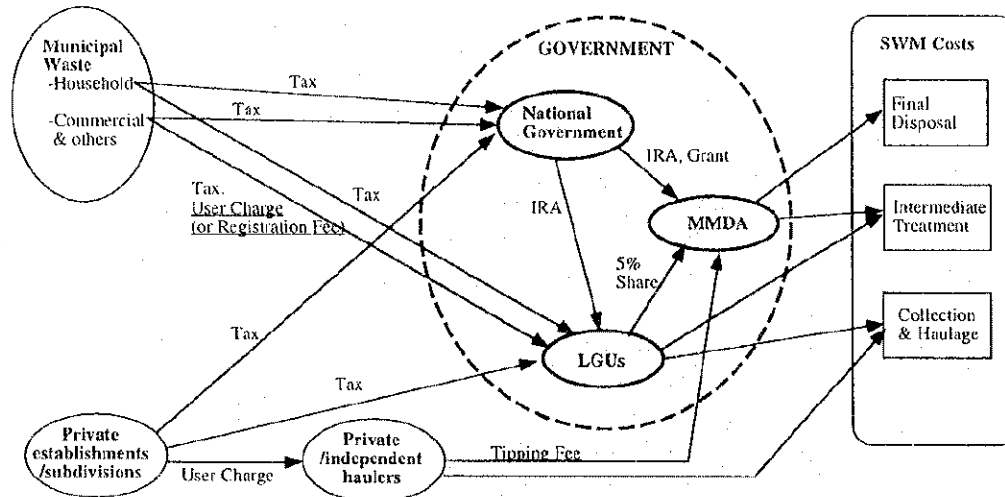 Municipal
Waste
-Household
-Commercial
& others
Tax
Tax
Tax
Tax.
User Charge
(or Registration Fee)
Tax
Tax
GOVERNMENT
National
Government
IRA, Grant
IRA
MMDA
5%
Share
LGUs
SWM Costs
Final
Disposal
Intermediate
Treatment
Collection
& Haulage
Private
establishments
/subdivisions
User Charge
Private
/independent
haulers
Tipping Fee